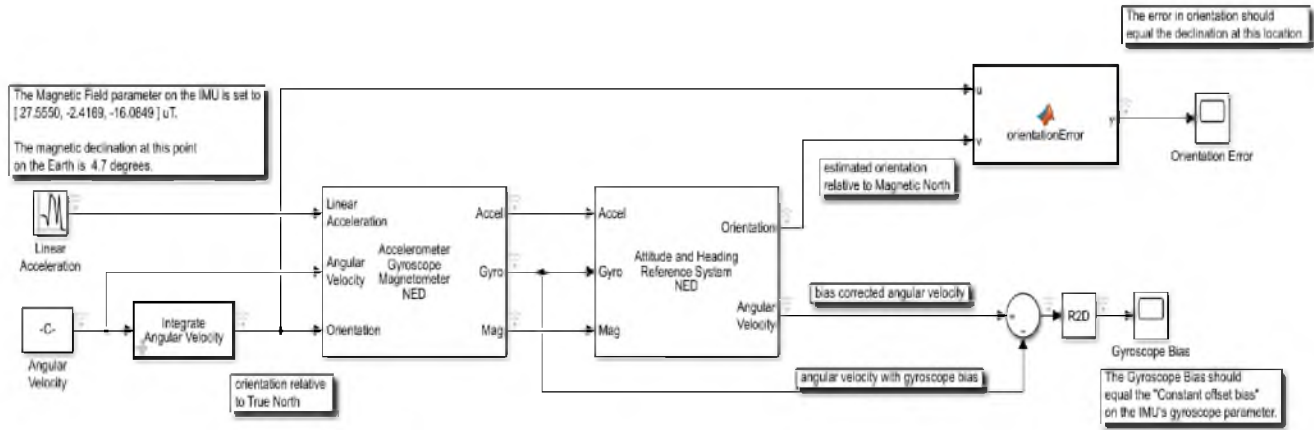 The error in orientation should
equal the declination at this location
The Magnetic Field parameter on the IMU is set to
[ 27.5550, -2.4169, -16.0849 ] uT.
The magnetic declination at this point
on the Earth is 4.7 degrees.
u
v
orientationError
y
Orientation Error
estimated orientation
relative to Magnetic North
Linear
Acceleration
Linear
Acceleration
Angular
Velocity
Orientation
Accelerometer
Gyroscope
Magnetometer
NED
Accel
Gyro
Mag
Accel
Gyro
Mag
Attitude and Heading
Reference System
NED
Orientation
Angular
Velocity
-C-
Angular
Velocity
Integrate
Angular Velocity
orientation relative
to True North
bias corrected angular velocity
angular velocity with gyroscope bias
R2D
Gyroscope Bias
The Gyroscope Bias should
equal the "Constant offset bias"
on the IMU's gyroscope parameter.